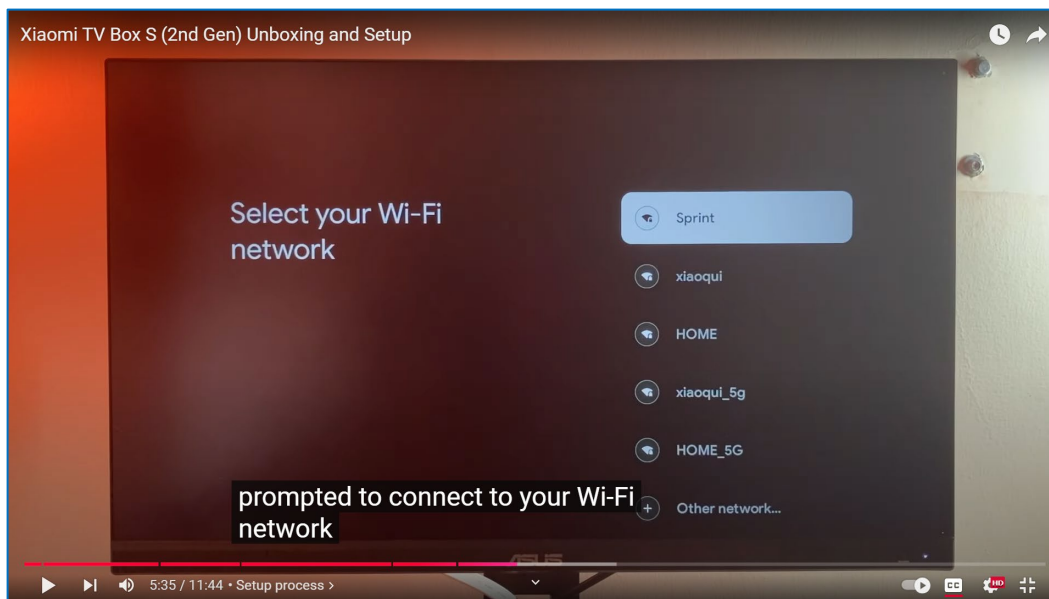 Xiaomi TV Box S (2nd Gen) Unboxing and Setup
Select your Wi-Fi
network
Sprint
xiaoqui
HOME
xiaoqui_5g
HOME_5G
Other network...
prompted to connect to your Wi-Fi
network
ASUS
5:35 / 11:44 • Setup process >
CC
HD